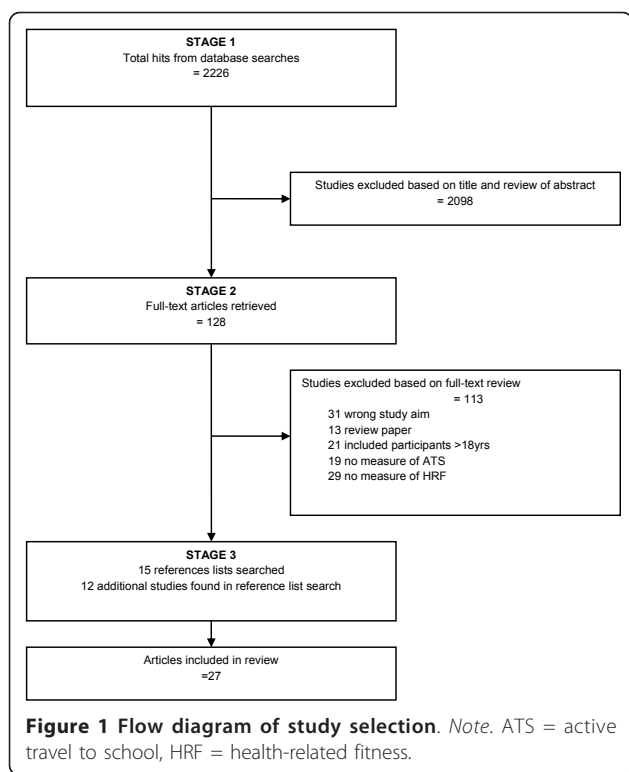 STAGE 1
Total hits from database searches
= 2226
Studies excluded based on title and review of abstract
= 2098
STAGE 2
Full-text articles retrieved
= 128
Studies excluded based on full-text review
= 113
31 wrong study aim
13 review paper
21 included participants >18yrs
19 no measure of ATS
29 no measure of HRF
STAGE 3
15 references lists searched
12 additional studies found in reference list search
Articles included in review
=27
Figure 1 Flow diagram of study selection. Note. ATS = active
travel to school, HRF = health-related fitness.